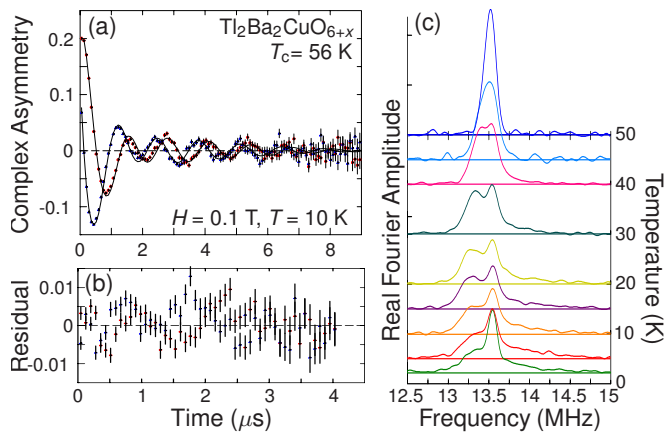 (a)
Tl2Ba2CuO6+x
Tc= 56 K
Complex Asymmetry
0.2
0.1
0
-0.1
H = 0.1 T, T = 10 K
0 2 4 6 8
(b)
Residual
0.01
0
-0.01
0 1 2 3 4
Time (μs)
(c)
Real Fourier Amplitude
50
40
30
20
10
0
Temperature (K)
12.5 13 13.5 14 14.5 15
Frequency (MHz)